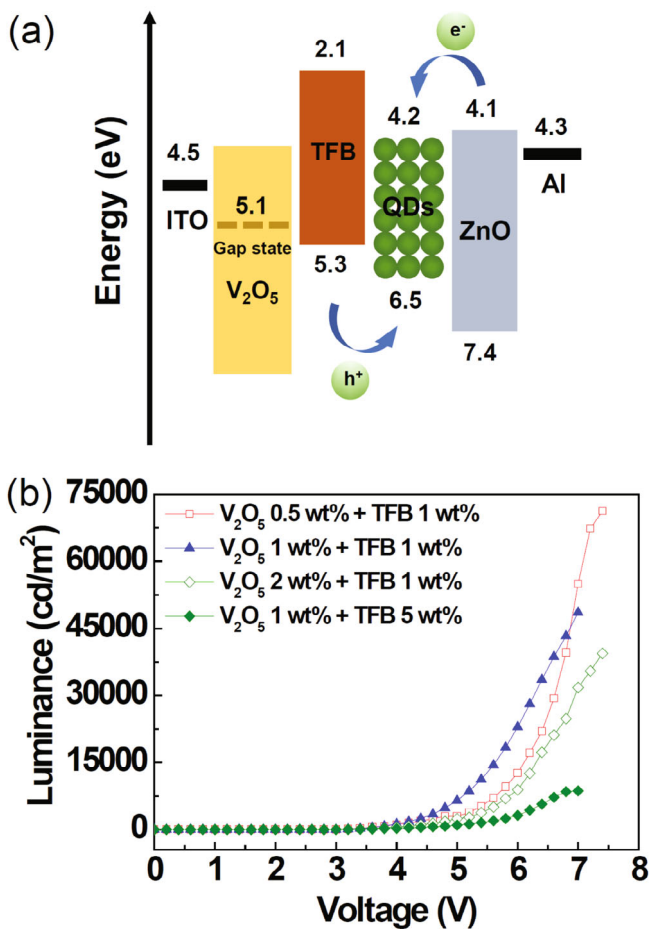 (a)
Energy (eV)
4.5
ITO
5.1
Gap state
V₂O₅
2.1
TFB
5.3
h⁺
e⁻
4.2
QDs
6.5
4.1
ZnO
7.4
4.3
Al
(b)
Luminance (cd/m²)
75000
60000
45000
30000
15000
0
V₂O₅ 0.5 wt% + TFB 1 wt%
V₂O₅ 1 wt% + TFB 1 wt%
V₂O₅ 2 wt% + TFB 1 wt%
V₂O₅ 1 wt% + TFB 5 wt%
0 1 2 3 4 5 6 7 8
Voltage (V)